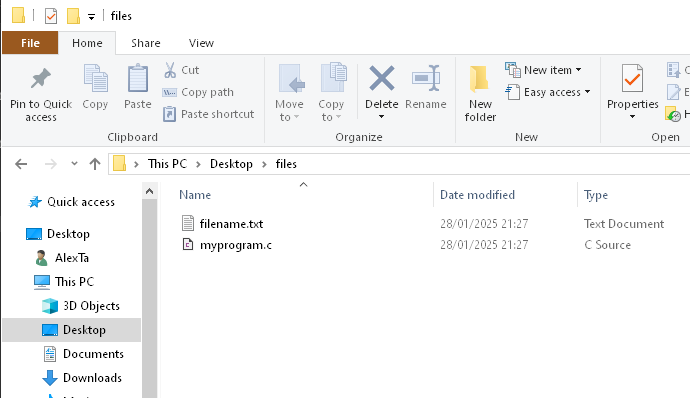 files
File Home Share View
Pin to Quick access
Copy
Paste
Cut
Copy path
Paste shortcut
Clipboard
Move to
Copy to
Delete
Rename
Organize
New folder
New item
Easy access
New
Properties
Open
This PC > Desktop > files
Name Date modified Type
filename.txt 28/01/2025 21:27 Text Document
myprogram.c 28/01/2025 21:27 C Source
Quick access
Desktop
AlexTa
This PC
3D Objects
Desktop
Documents
Downloads